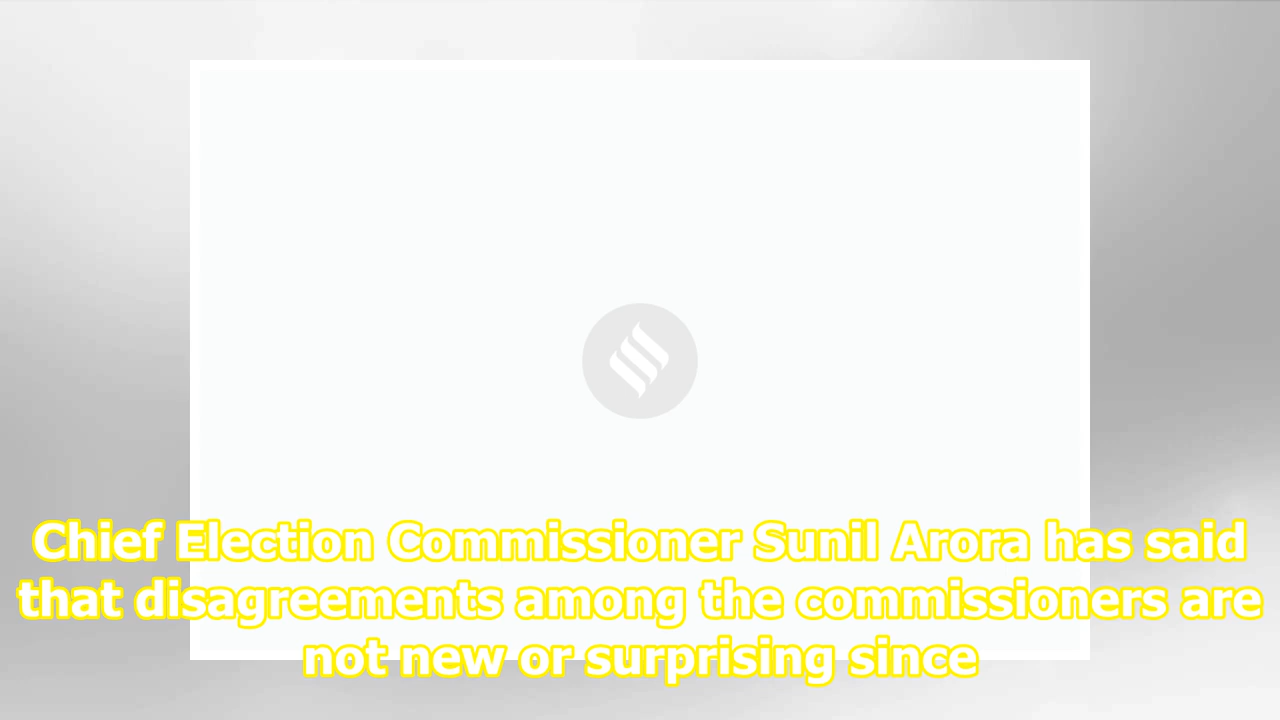 Chief Election Commissioner Sunil Arora has said
that disagreements among the commissioners are
not new or surprising since